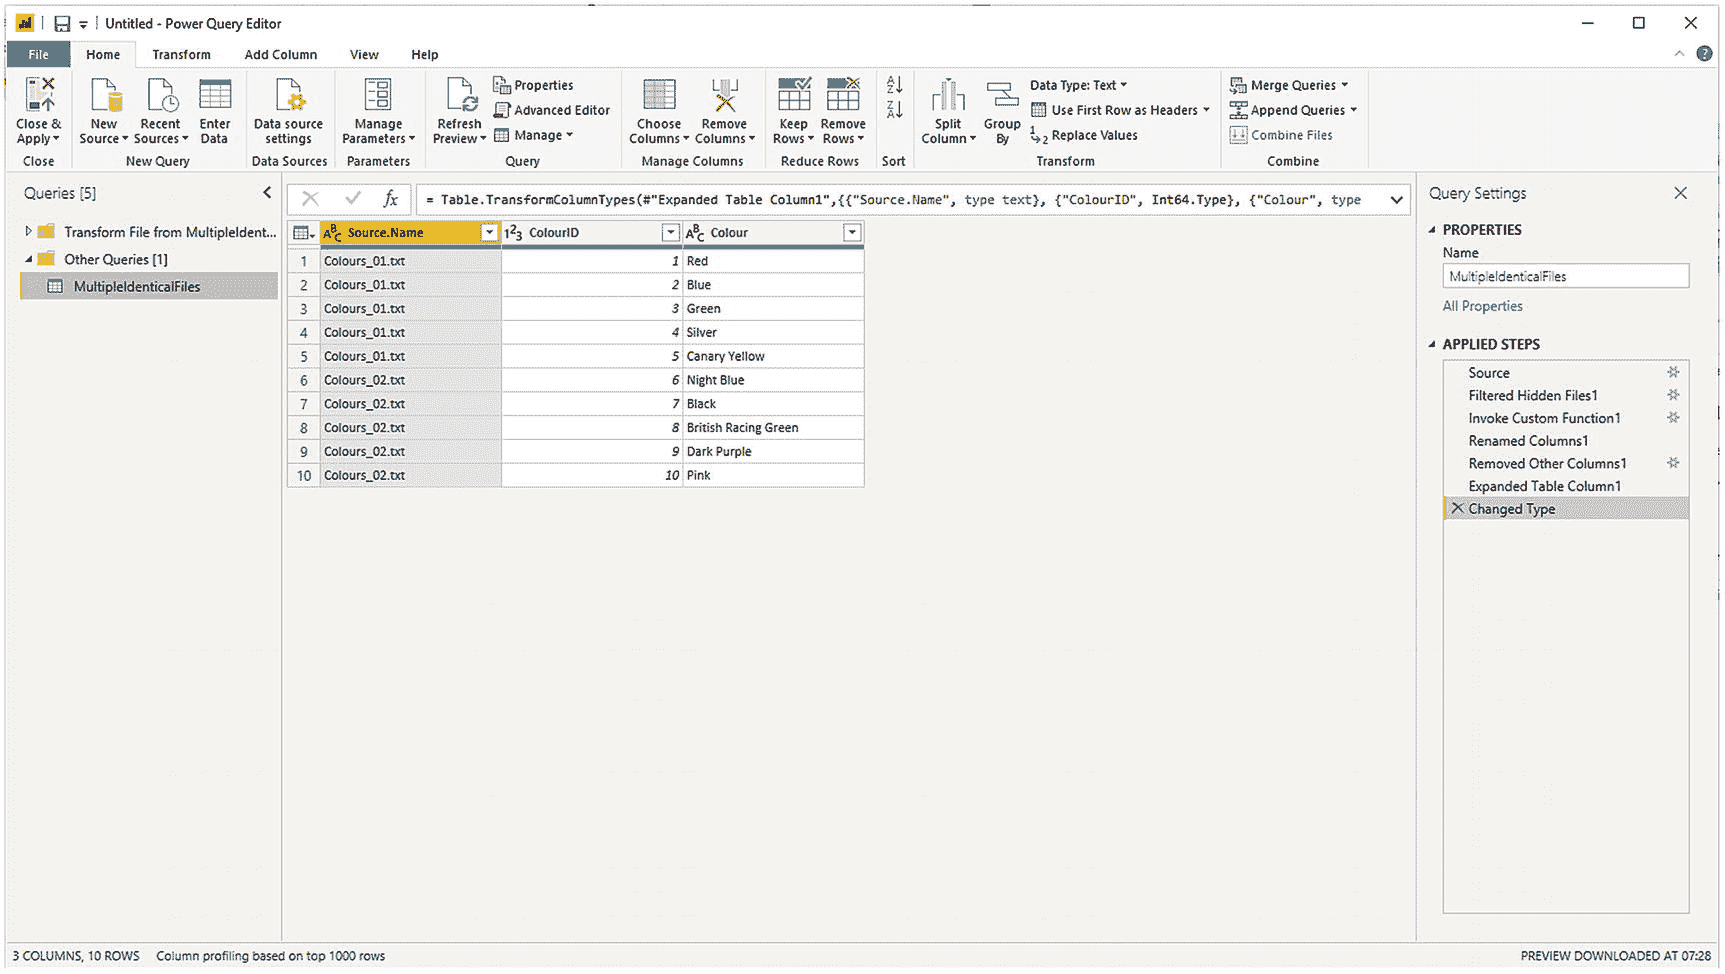 Untitled - Power Query Editor
File Home Transform Add Column View Help
Close & Apply
New Source
Recent Sources
Enter Data
Data source settings
Manage Parameters
Refresh Preview
Properties
Advanced Editor
Manage
Choose Columns
Remove Columns
Keep Rows
Remove Rows
Split Column
Group By
Data Type: Text
Use First Row as Headers
Replace Values
Merge Queries
Append Queries
Combine Files
Close New Query Data Sources Parameters Query Manage Columns Reduce Rows Sort Transform Combine
Queries [5]
Transform File from MultipleIdent...
Other Queries [1]
MultipleIdenticalFiles
fx = Table.TransformColumnTypes(#"Expanded Table Column1",{{"Source.Name", type text}, {"ColourID", Int64.Type}, {"Colour", type
Source.Name ColourID Colour
1 Colours_01.txt 1 Red
2 Colours_01.txt 2 Blue
3 Colours_01.txt 3 Green
4 Colours_01.txt 4 Silver
5 Colours_01.txt 5 Canary Yellow
6 Colours_02.txt 6 Night Blue
7 Colours_02.txt 7 Black
8 Colours_02.txt 8 British Racing Green
9 Colours_02.txt 9 Dark Purple
10 Colours_02.txt 10 Pink
Query Settings
PROPERTIES
Name
MultipleIdenticalFiles
All Properties
APPLIED STEPS
Source
Filtered Hidden Files1
Invoke Custom Function1
Renamed Columns1
Removed Other Columns1
Expanded Table Column1
Changed Type
3 COLUMNS, 10 ROWS Column profiling based on top 1000 rows
PREVIEW DOWNLOADED AT 07:28